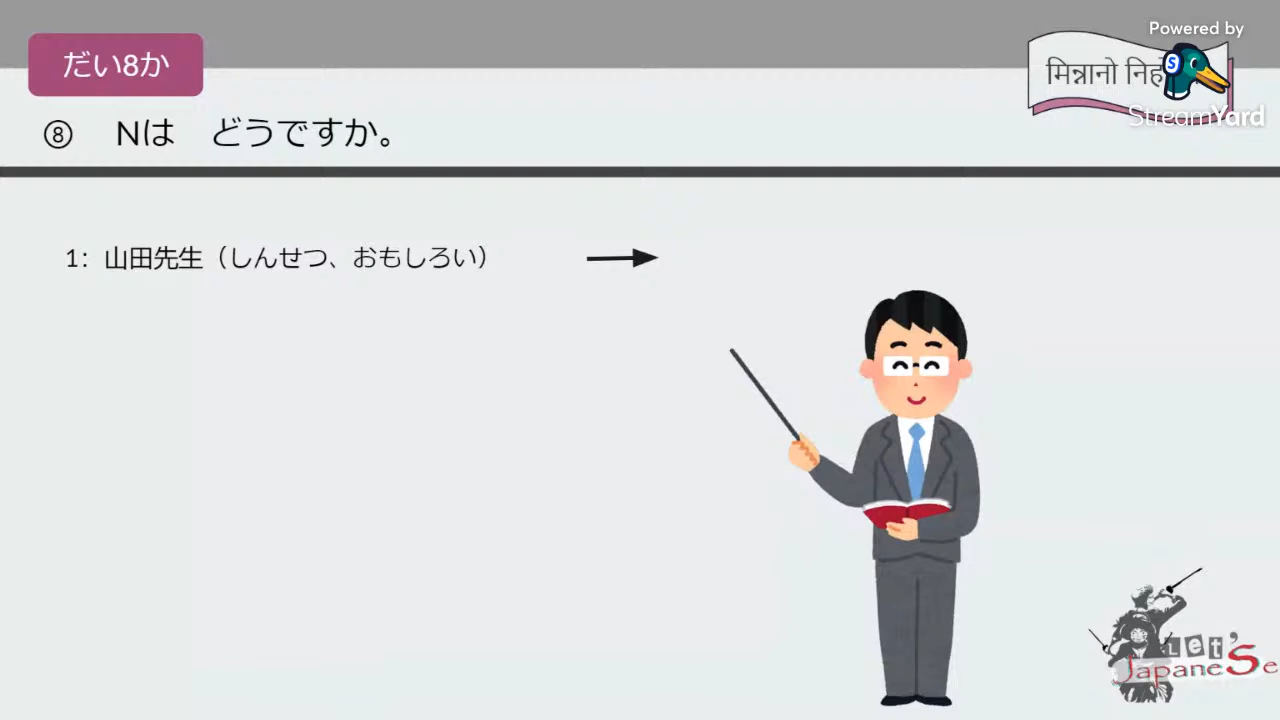 だい8か
Powered by
मिन्नानो
StreamYard
⑧ Nは どうですか。
1: 山田先生（しんせつ、おもしろい）
Let's
Japanese